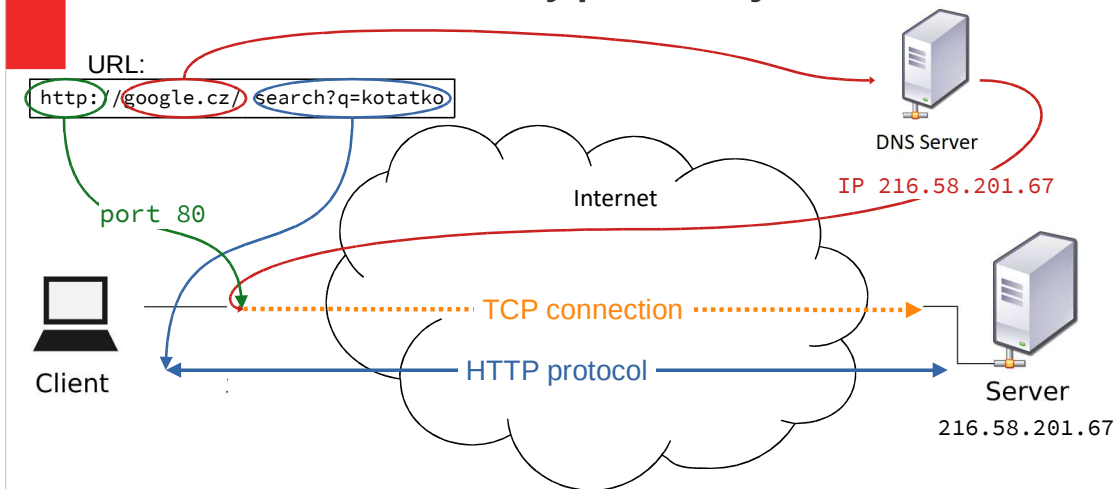 URL:
http://google.cz/ search?q=kotatko
DNS Server
IP 216.58.201.67
Internet
port 80
TCP connection
HTTP protocol
Client
Server
216.58.201.67